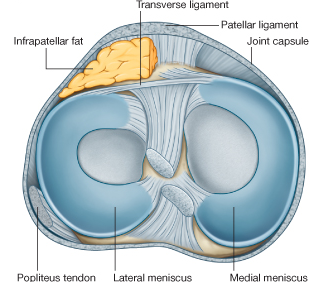 Transverse ligament
Patellar ligament
Infrapatellar fat
Joint capsule
Popliteus tendon
Lateral meniscus
Medial meniscus